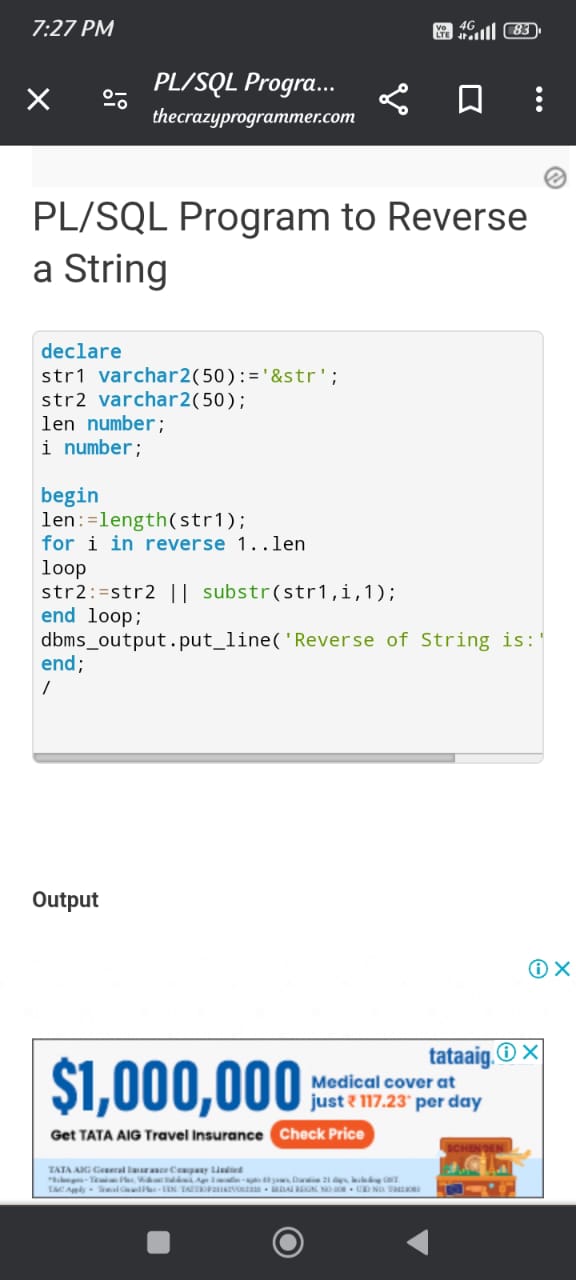 7:27 PM
Vo LTE 4G 83
PL/SQL Progra...
thecrazyprogrammer.com
PL/SQL Program to Reverse
a String
declare
str1 varchar2(50):='&str';
str2 varchar2(50);
len number;
i number;
begin
len:=length(str1);
for i in reverse 1..len
loop
str2:=str2 || substr(str1,i,1);
end loop;
dbms_output.put_line('Reverse of String is:'
end;
/
Output
tataaig.
$1,000,000
Medical cover at
just ₹ 117.23* per day
Get TATA AIG Travel Insurance Check Price
SCHENGEN
TATA AIG General Insurance Company Limited